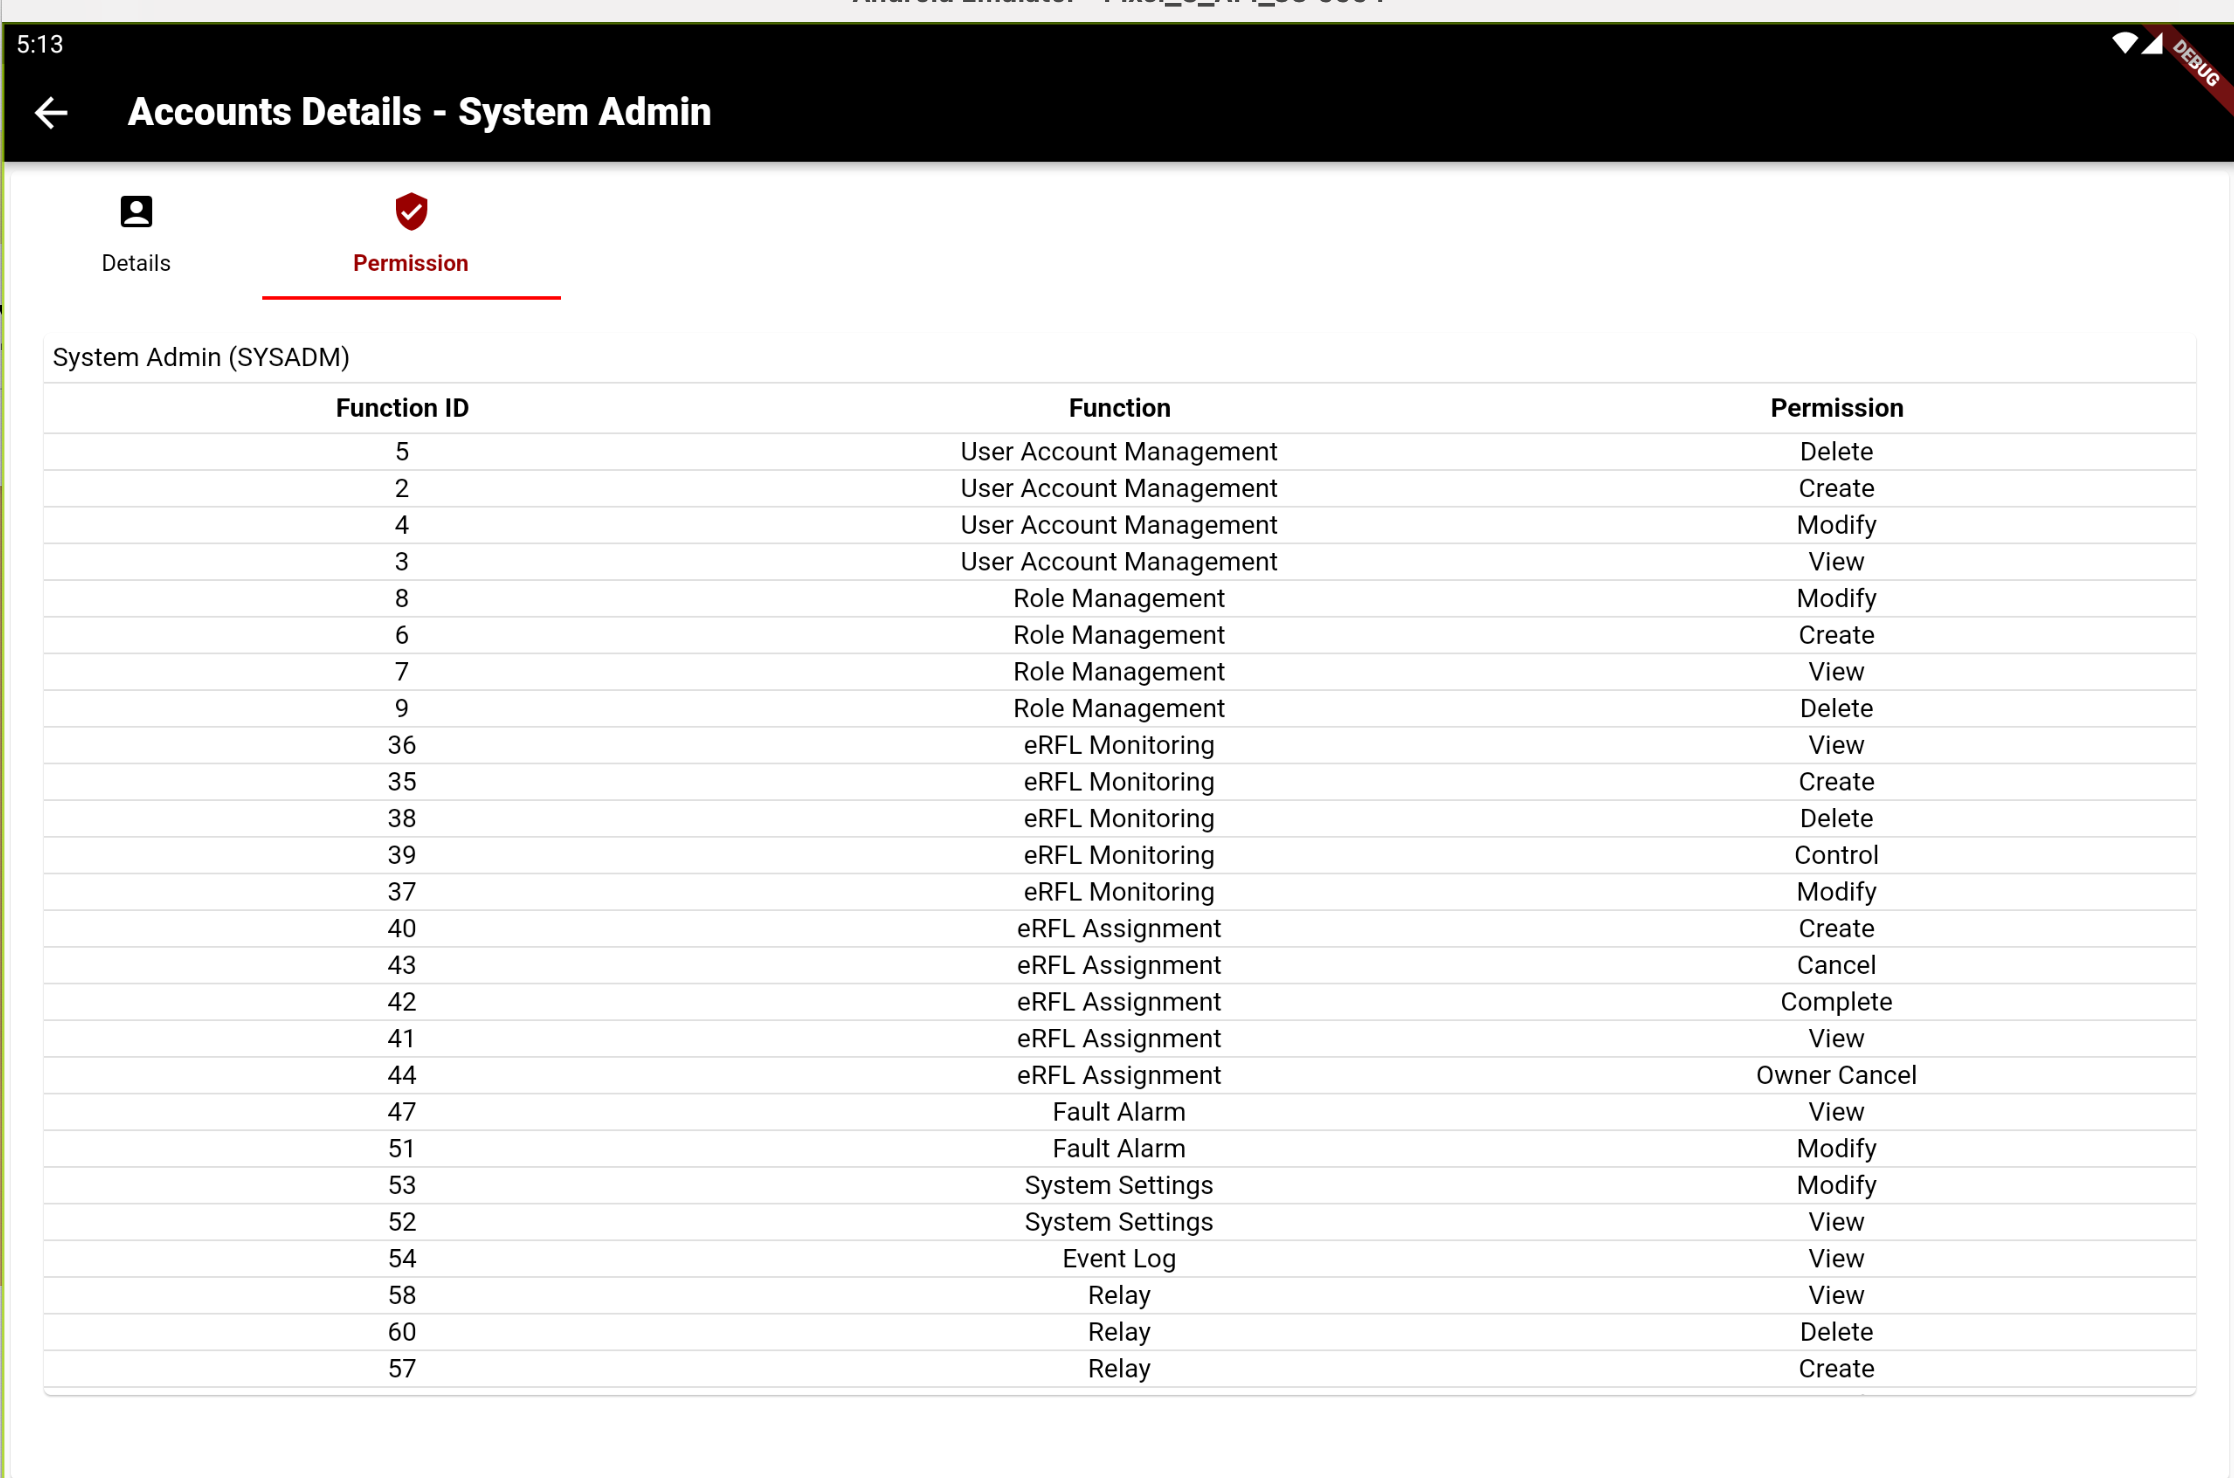 5:13
DEBUG
Accounts Details - System Admin
Details
Permission
System Admin (SYSADM)
Function ID Function Permission
5 User Account Management Delete
2 User Account Management Create
4 User Account Management Modify
3 User Account Management View
8 Role Management Modify
6 Role Management Create
7 Role Management View
9 Role Management Delete
36 eRFL Monitoring View
35 eRFL Monitoring Create
38 eRFL Monitoring Delete
39 eRFL Monitoring Control
37 eRFL Monitoring Modify
40 eRFL Assignment Create
43 eRFL Assignment Cancel
42 eRFL Assignment Complete
41 eRFL Assignment View
44 eRFL Assignment Owner Cancel
47 Fault Alarm View
51 Fault Alarm Modify
53 System Settings Modify
52 System Settings View
54 Event Log View
58 Relay View
60 Relay Delete
57 Relay Create